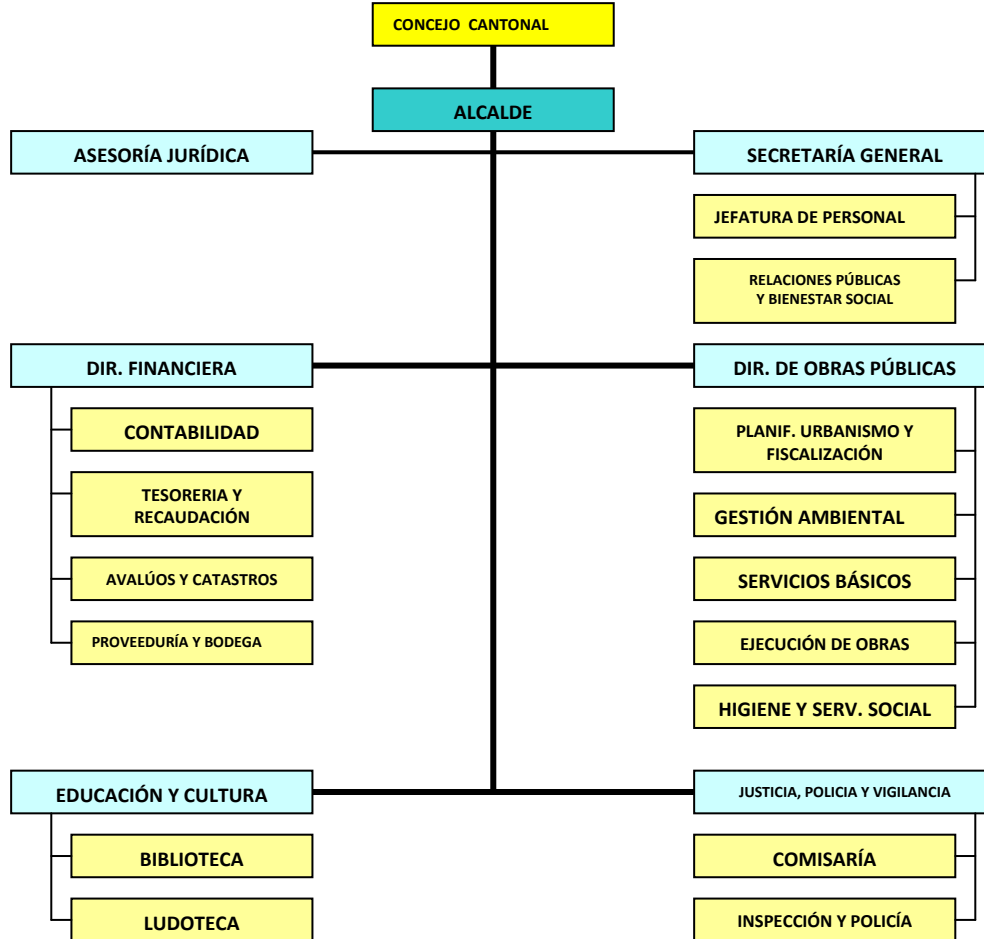 CONCEJO CANTONAL
ALCALDE
ASESORÍA JURÍDICA
SECRETARÍA GENERAL
JEFATURA DE PERSONAL
RELACIONES PÚBLICAS
Y BIENESTAR SOCIAL
DIR. FINANCIERA
DIR. DE OBRAS PÚBLICAS
CONTABILIDAD
PLANIF. URBANISMO Y
FISCALIZACIÓN
TESORERIA Y
RECAUDACIÓN
GESTIÓN AMBIENTAL
AVALÚOS Y CATASTROS
SERVICIOS BÁSICOS
PROVEEDURÍA Y BODEGA
EJECUCIÓN DE OBRAS
HIGIENE Y SERV. SOCIAL
EDUCACIÓN Y CULTURA
JUSTICIA, POLICIA Y VIGILANCIA
BIBLIOTECA
COMISARÍA
LUDOTECA
INSPECCIÓN Y POLICÍA